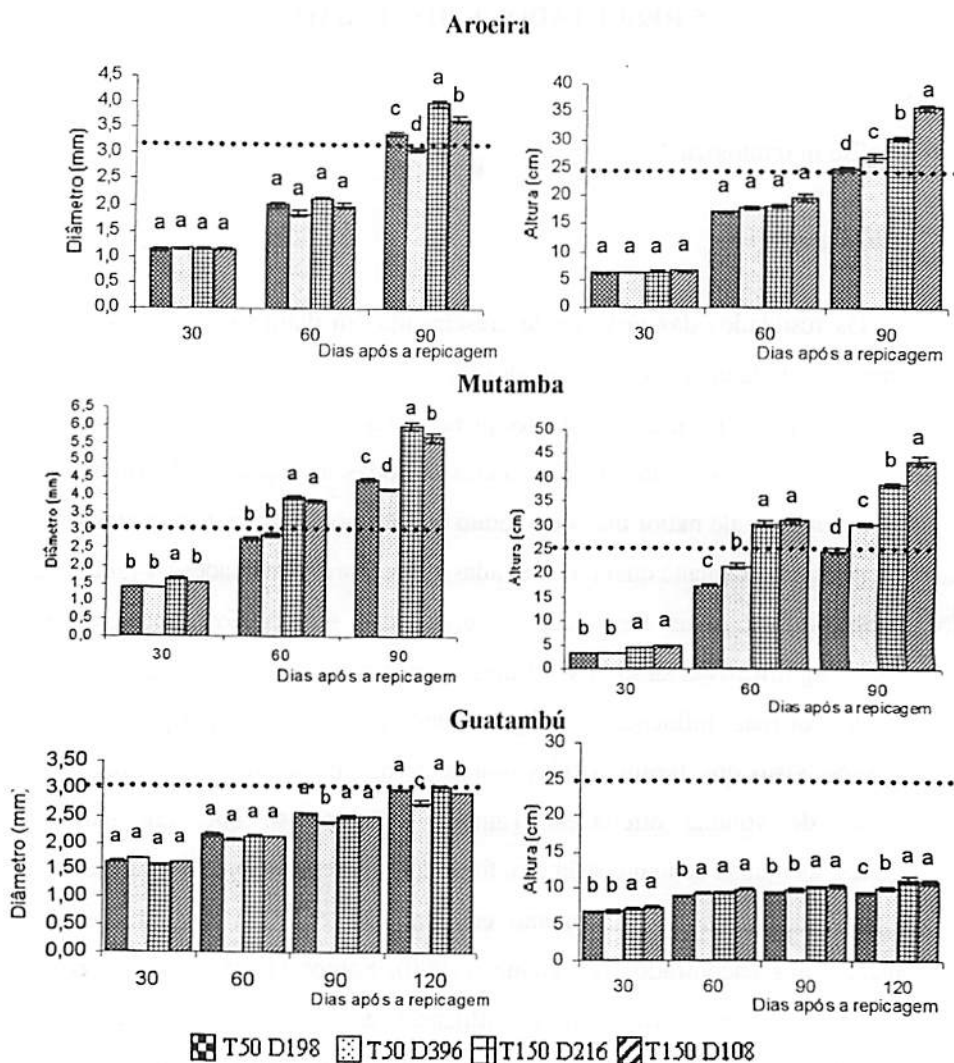 Aroeira
4,5
4,0
3,5
3,0
2,5
2,0
1,5
1,0
0,5
0,0
Diâmetro (mm)
a a a a
a a a a
c d a b
30 60 90
Dias após a repicagem
40
35
30
25
20
15
10
5
0
Altura (cm)
a a a a
a a a a
d c b a
30 60 90
Dias após a repicagem
Mutamba
6,5
6,0
5,5
5,0
4,5
4,0
3,5
3,0
2,5
2,0
1,5
1,0
0,5
0,0
Diâmetro (mm)
b b a b
b b a a
c d a b
30 60 90
Dias após a repicagem
50
45
40
35
30
25
20
15
10
5
0
Altura (cm)
b b a a
c b a a
d c b a
30 60 90
Dias após a repicagem
Guatambú
3,50
3,00
2,50
2,00
1,50
1,00
0,50
0,00
Diâmetro (mm)
a a a a
a a a a
a b a a
a c a b
30 60 90 120
Dias após a repicagem
30
25
20
15
10
5
0
Altura (cm)
b b a a
b a a a
b b a a
c b a a
30 60 90 120
Dias após a repicagem
T50 D198 T50 D396 T150 D216 T150 D108